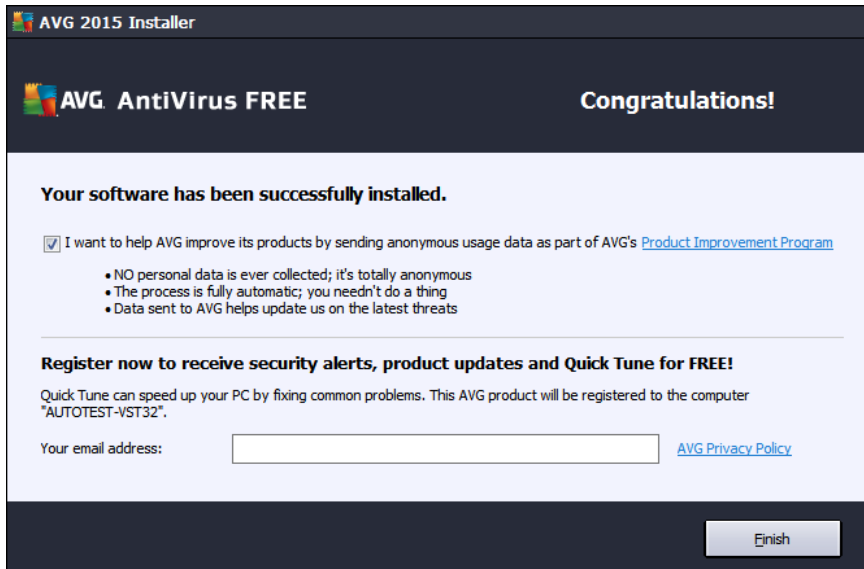 AVG 2015 Installer
AVG. AntiVirus FREE
Congratulations!
Your software has been successfully installed.
I want to help AVG improve its products by sending anonymous usage data as part of AVG's Product Improvement Program
• NO personal data is ever collected; it's totally anonymous
• The process is fully automatic; you needn't do a thing
• Data sent to AVG helps update us on the latest threats
Register now to receive security alerts, product updates and Quick Tune for FREE!
Quick Tune can speed up your PC by fixing common problems. This AVG product will be registered to the computer
"AUTOTEST-VST32".
Your email address:
AVG Privacy Policy
Finish